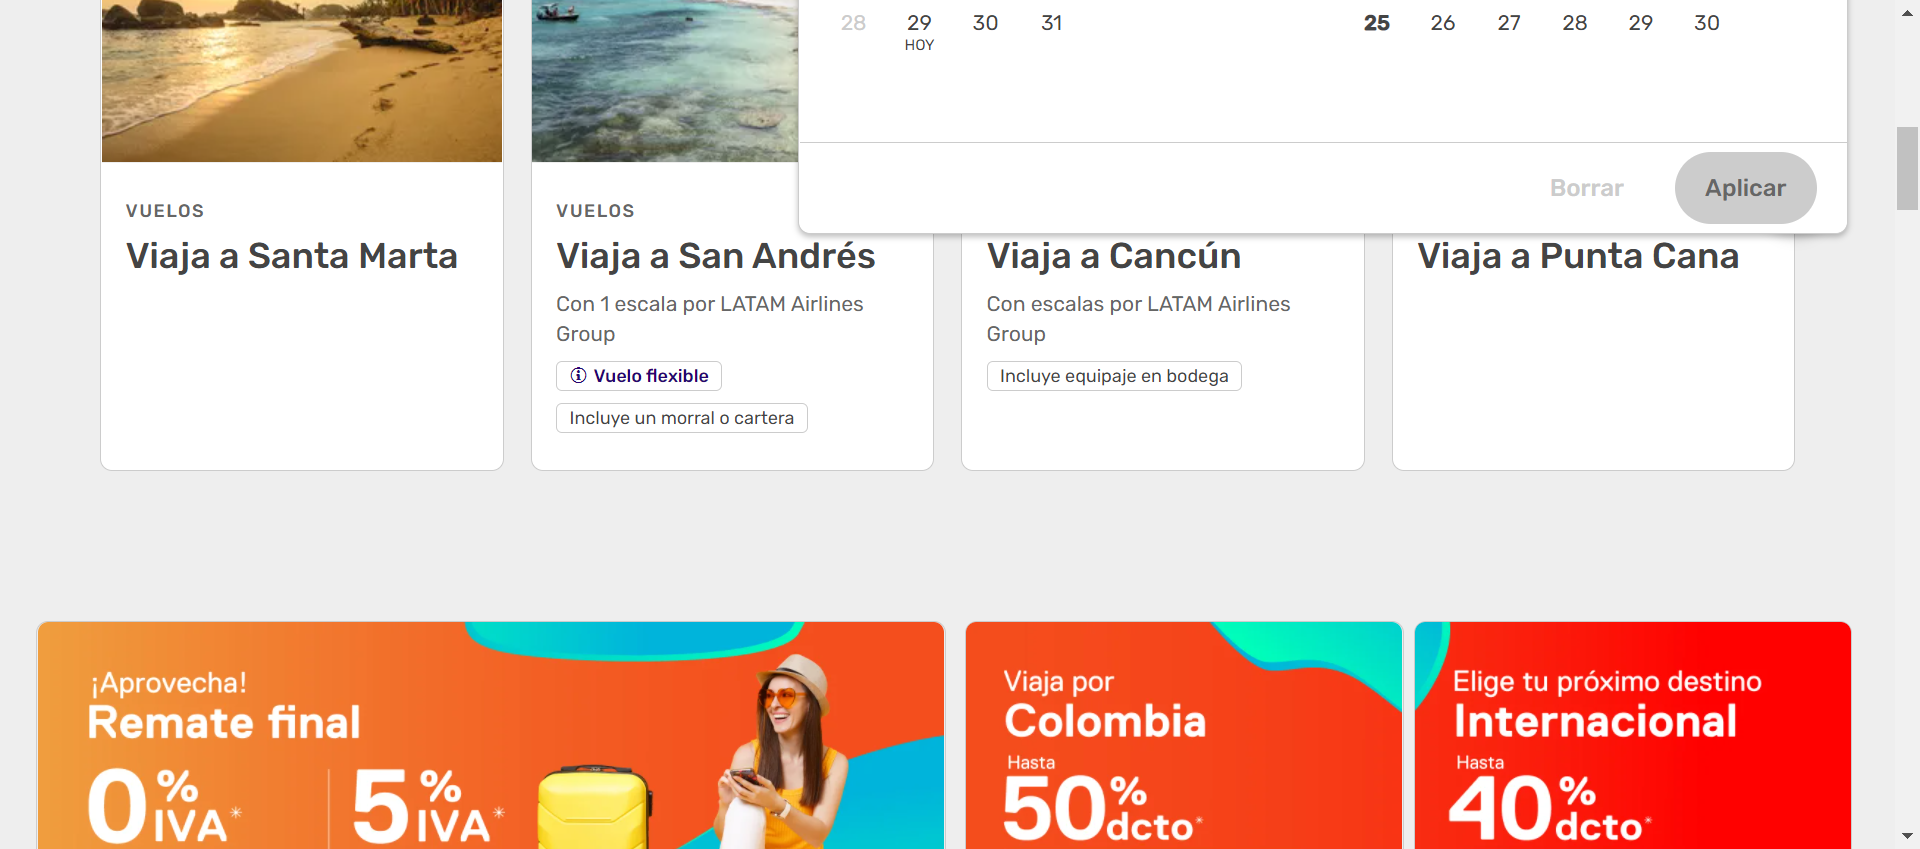 28 29 30 31 25 26 27 28 29 30
HOY
Borrar Aplicar
VUELOS
Viaja a Santa Marta
VUELOS
Viaja a San Andrés
Con 1 escala por LATAM Airlines
Group
Vuelo flexible
Incluye un morral o cartera
Viaja a Cancún
Con escalas por LATAM Airlines
Group
Incluye equipaje en bodega
Viaja a Punta Cana
¡Aprovecha!
Remate final
0% IVA* 5% IVA*
Viaja por
Colombia
Hasta
50% dcto*
Elige tu próximo destino
Internacional
Hasta
40% dcto*